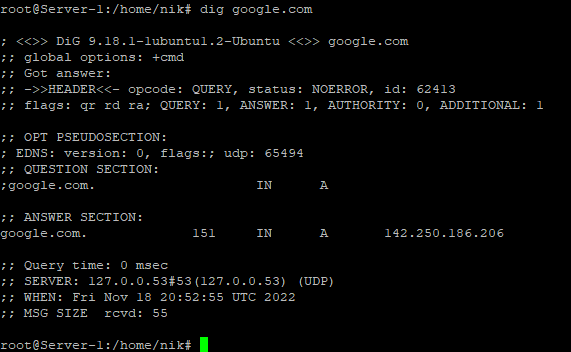 root@Server-1:/home/nik# dig google.com
; <<>> DiG 9.18.1-1ubuntu1.2-Ubuntu <<>> google.com
;; global options: +cmd
;; Got answer:
;; ->>HEADER<<- opcode: QUERY, status: NOERROR, id: 62413
;; flags: qr rd ra; QUERY: 1, ANSWER: 1, AUTHORITY: 0, ADDITIONAL: 1
;; OPT PSEUDOSECTION:
; EDNS: version: 0, flags:; udp: 65494
;; QUESTION SECTION:
;google.com. IN A
;; ANSWER SECTION:
google.com. 151 IN A 142.250.186.206
;; Query time: 0 msec
;; SERVER: 127.0.0.53#53(127.0.0.53) (UDP)
;; WHEN: Fri Nov 18 20:52:55 UTC 2022
;; MSG SIZE rcvd: 55
root@Server-1:/home/nik#